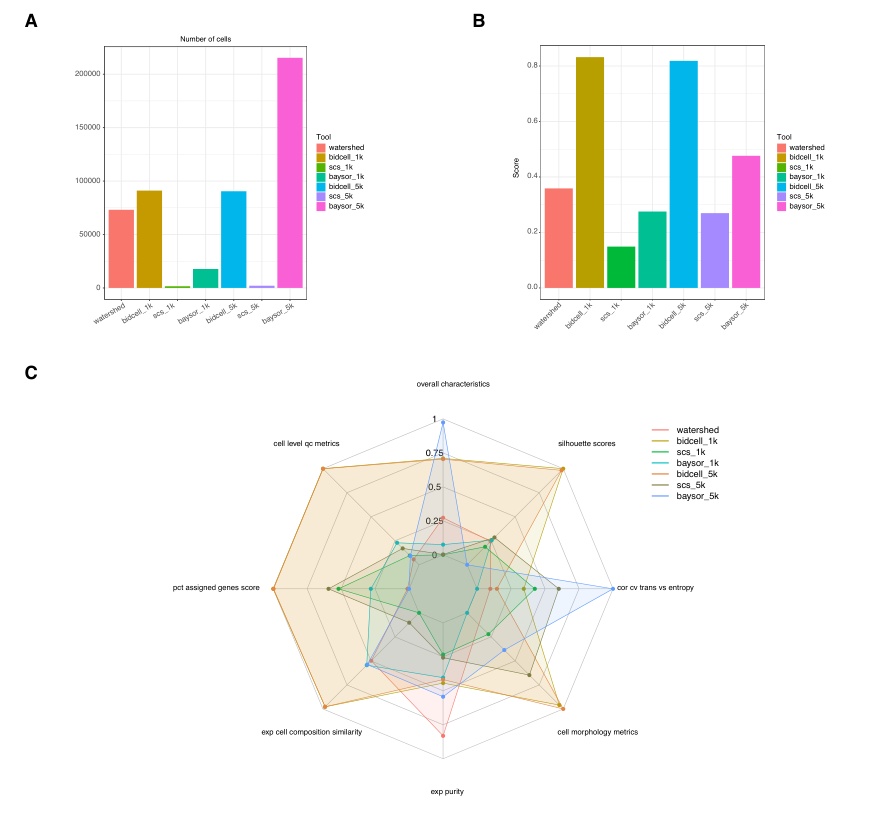 A
Number of cells
200000
150000
100000
50000
0
watershed
bidcell_1k
scs_1k
baysor_1k
bidcell_5k
scs_5k
baysor_5k
Tool
watershed
bidcell_1k
scs_1k
baysor_1k
bidcell_5k
scs_5k
baysor_5k
B
Score
0.8
0.6
0.4
0.2
0.0
watershed
bidcell_1k
scs_1k
baysor_1k
bidcell_5k
scs_5k
baysor_5k
Tool
watershed
bidcell_1k
scs_1k
baysor_1k
bidcell_5k
scs_5k
baysor_5k
C
overall characteristics
cell level qc metrics
silhouette scores
1
0.75
0.5
0.25
0
pct assigned genes score
cor cv trans vs entropy
exp cell composition similarity
cell morphology metrics
exp purity
watershed
bidcell_1k
scs_1k
baysor_1k
bidcell_5k
scs_5k
baysor_5k